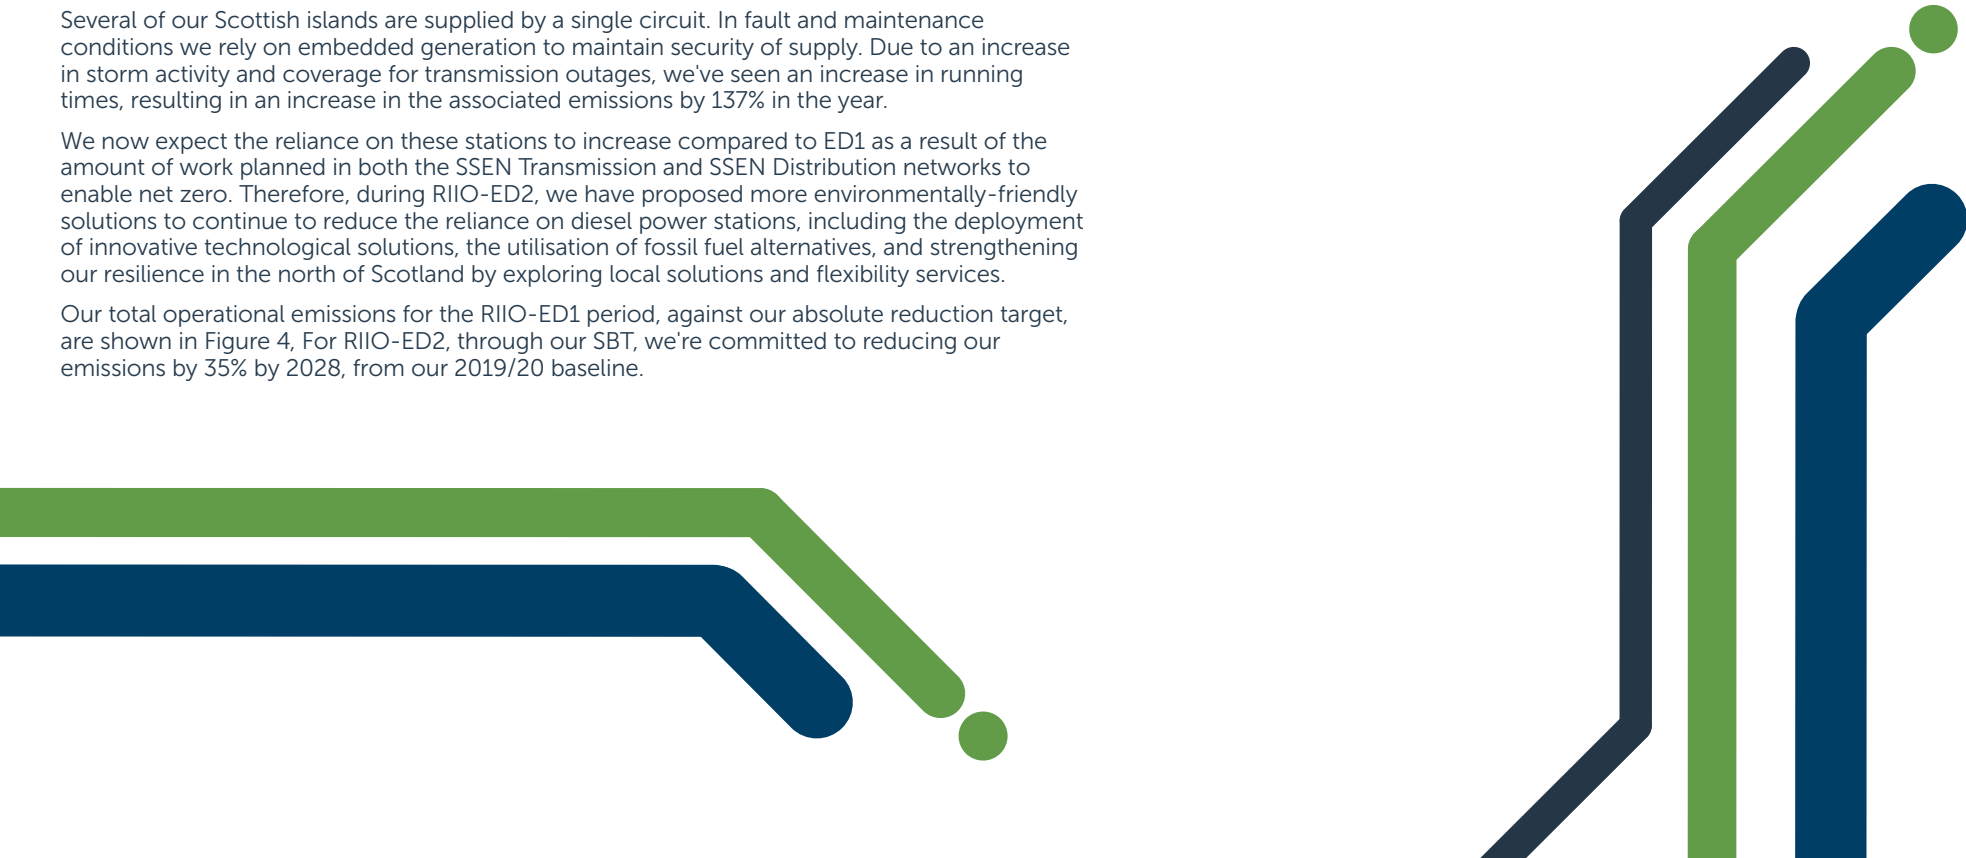 Several of our Scottish islands are supplied by a single circuit. In fault and maintenance
conditions we rely on embedded generation to maintain security of supply. Due to an increase
in storm activity and coverage for transmission outages, we've seen an increase in running
times, resulting in an increase in the associated emissions by 137% in the year.
We now expect the reliance on these stations to increase compared to ED1 as a result of the
amount of work planned in both the SSEN Transmission and SSEN Distribution networks to
enable net zero. Therefore, during RIIO-ED2, we have proposed more environmentally-friendly
solutions to continue to reduce the reliance on diesel power stations, including the deployment
of innovative technological solutions, the utilisation of fossil fuel alternatives, and strengthening
our resilience in the north of Scotland by exploring local solutions and flexibility services.
Our total operational emissions for the RIIO-ED1 period, against our absolute reduction target,
are shown in Figure 4, For RIIO-ED2, through our SBT, we're committed to reducing our
emissions by 35% by 2028, from our 2019/20 baseline.